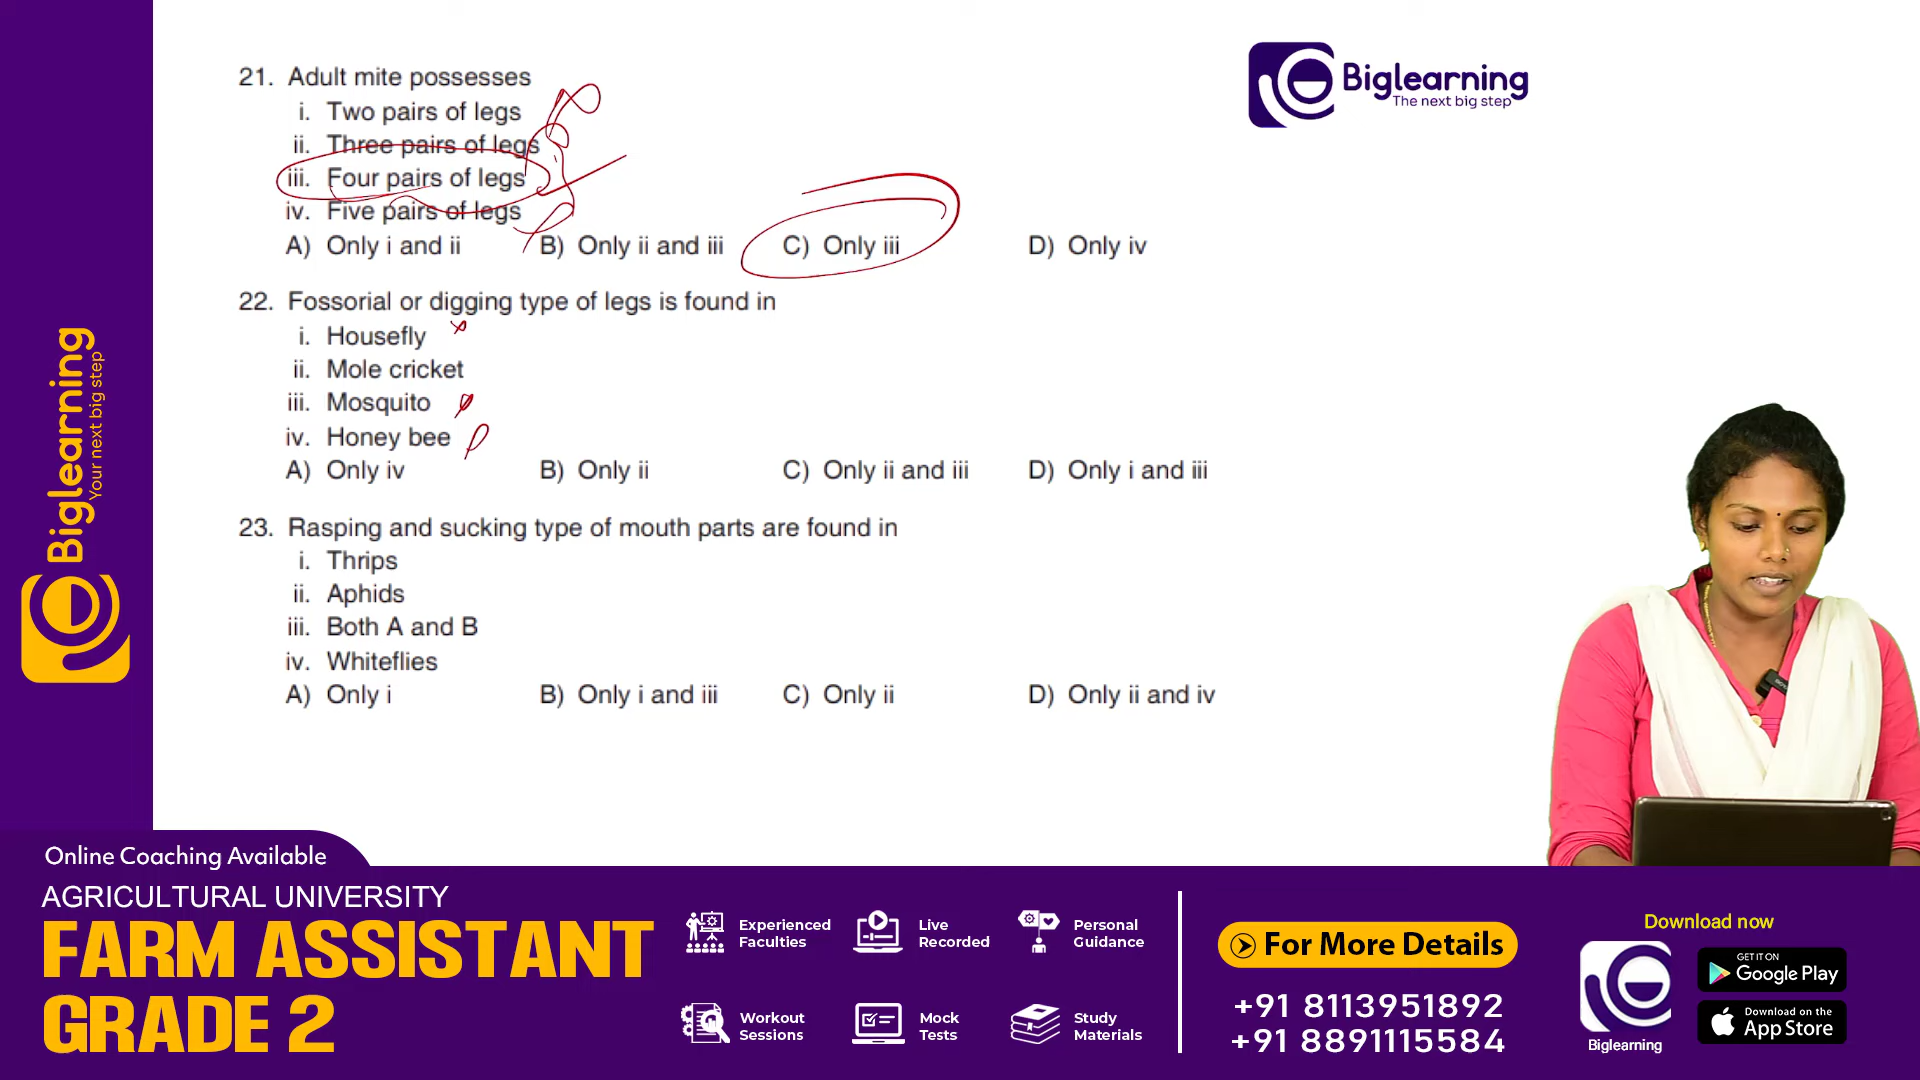 21. Adult mite possesses
i. Two pairs of legs
ii. Three pairs of legs
iii. Four pairs of legs
iv. Five pairs of legs
A) Only i and ii B) Only ii and iii C) Only iii D) Only iv
22. Fossorial or digging type of legs is found in
i. Housefly
ii. Mole cricket
iii. Mosquito
iv. Honey bee
A) Only iv B) Only ii C) Only ii and iii D) Only i and iii
23. Rasping and sucking type of mouth parts are found in
i. Thrips
ii. Aphids
iii. Both A and B
iv. Whiteflies
A) Only i B) Only i and iii C) Only ii D) Only ii and iv
Biglearning
The next big step
Biglearning
Your next big step
Online Coaching Available
AGRICULTURAL UNIVERSITY
FARM ASSISTANT
GRADE 2
Experienced
Faculties
Live
Recorded
Personal
Guidance
Workout
Sessions
Mock
Tests
Study
Materials
For More Details
+91 8113951892
+91 8891115584
Download now
Biglearning
GET IT ON
Google Play
Download on the
App Store